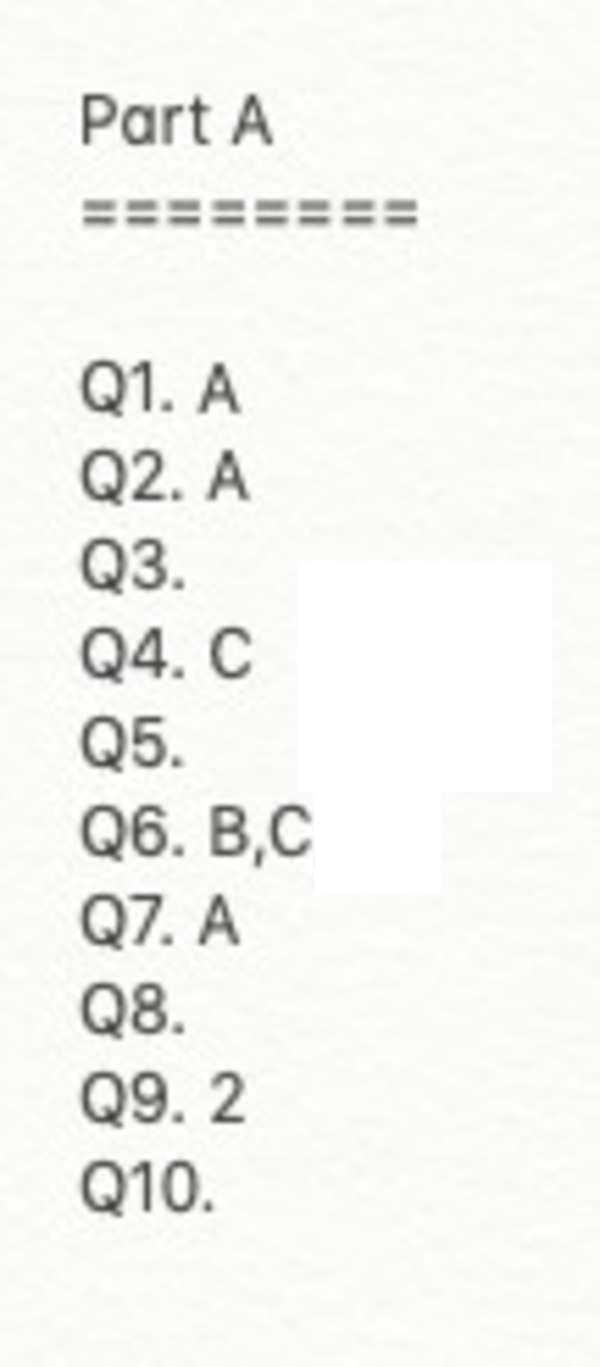 Part A
========
Q1. A
Q2. A
Q3.
Q4. C
Q5.
Q6. B,C
Q7. A
Q8.
Q9. 2
Q10.